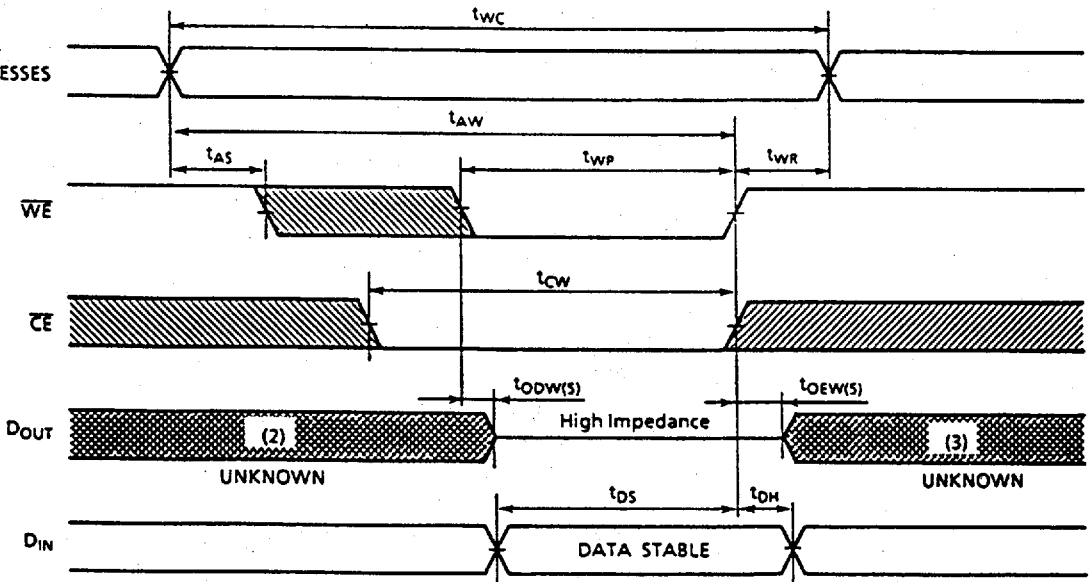 tWC
ESSES
tAW
tAS
tWP
tWR
WE
tCW
CE
tODW(5)
tOEW(5)
DOUT
(2)
High Impedance
(3)
UNKNOWN
UNKNOWN
tDS
tDH
DIN
DATA STABLE